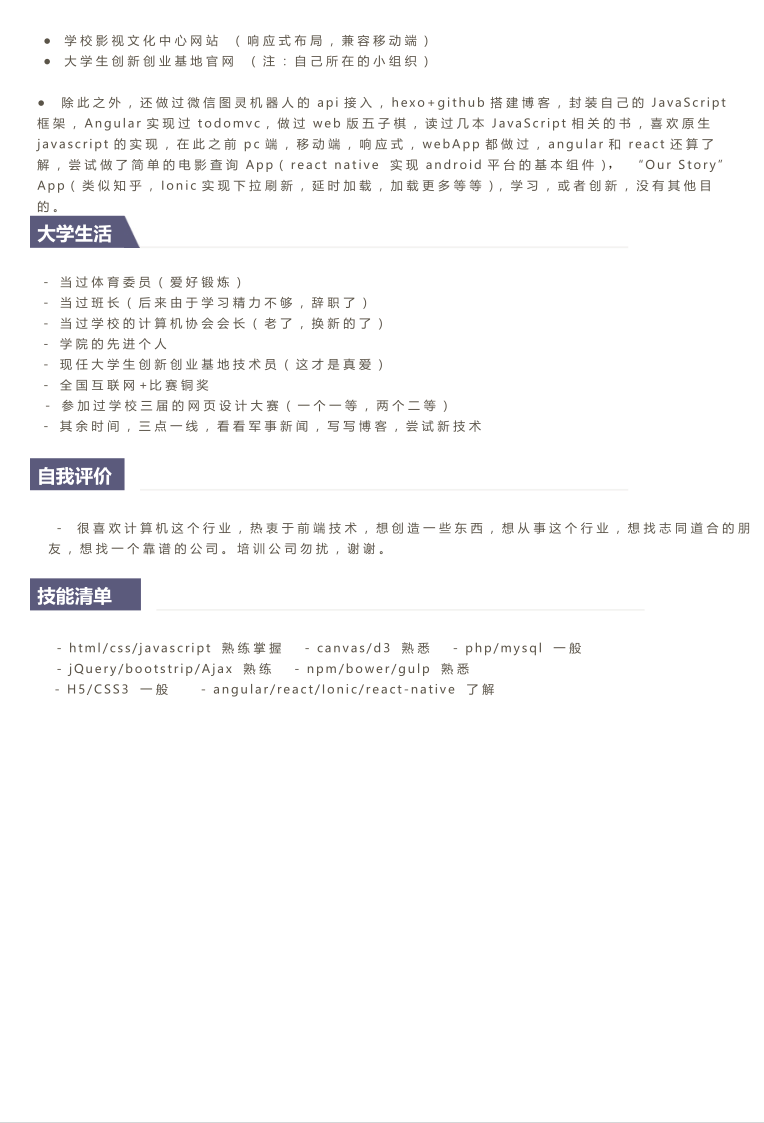 ● 学校影视文化中心网站 （响应式布局，兼容移动端）
● 大学生创新创业基地官网 （注：自己所在的小组织）
● 除此之外，还做过微信图灵机器人的 api 接入，hexo+github 搭建博客，封装自己的 JavaScript
框架，Angular 实现过 todomvc，做过 web 版五子棋，读过几本 JavaScript 相关的书，喜欢原生
javascript 的实现，在此之前 pc 端，移动端，响应式，webApp 都做过，angular 和 react 还算了
解，尝试做了简单的电影查询 App（react native 实现 android 平台的基本组件）， “Our Story”
App（类似知乎，Ionic 实现下拉刷新，延时加载，加载更多等等），学习，或者创新，没有其他目
的。
大学生活
- 当过体育委员（爱好锻炼）
- 当过班长（后来由于学习精力不够，辞职了）
- 当过学校的计算机协会会长（老了，换新的了）
- 学院的先进个人
- 现任大学生创新创业基地技术员（这才是真爱）
- 全国互联网+比赛铜奖
- 参加过学校三届的网页设计大赛（一个一等，两个二等）
- 其余时间，三点一线，看看军事新闻，写写博客，尝试新技术
自我评价
- 很喜欢计算机这个行业，热衷于前端技术，想创造一些东西，想从事这个行业，想找志同道合的朋
友，想找一个靠谱的公司。培训公司勿扰，谢谢。
技能清单
- html/css/javascript 熟练掌握 - canvas/d3 熟悉 - php/mysql 一般
- jQuery/bootstrip/Ajax 熟练 - npm/bower/gulp 熟悉
- H5/CSS3 一般 - angular/react/Ionic/react-native 了解